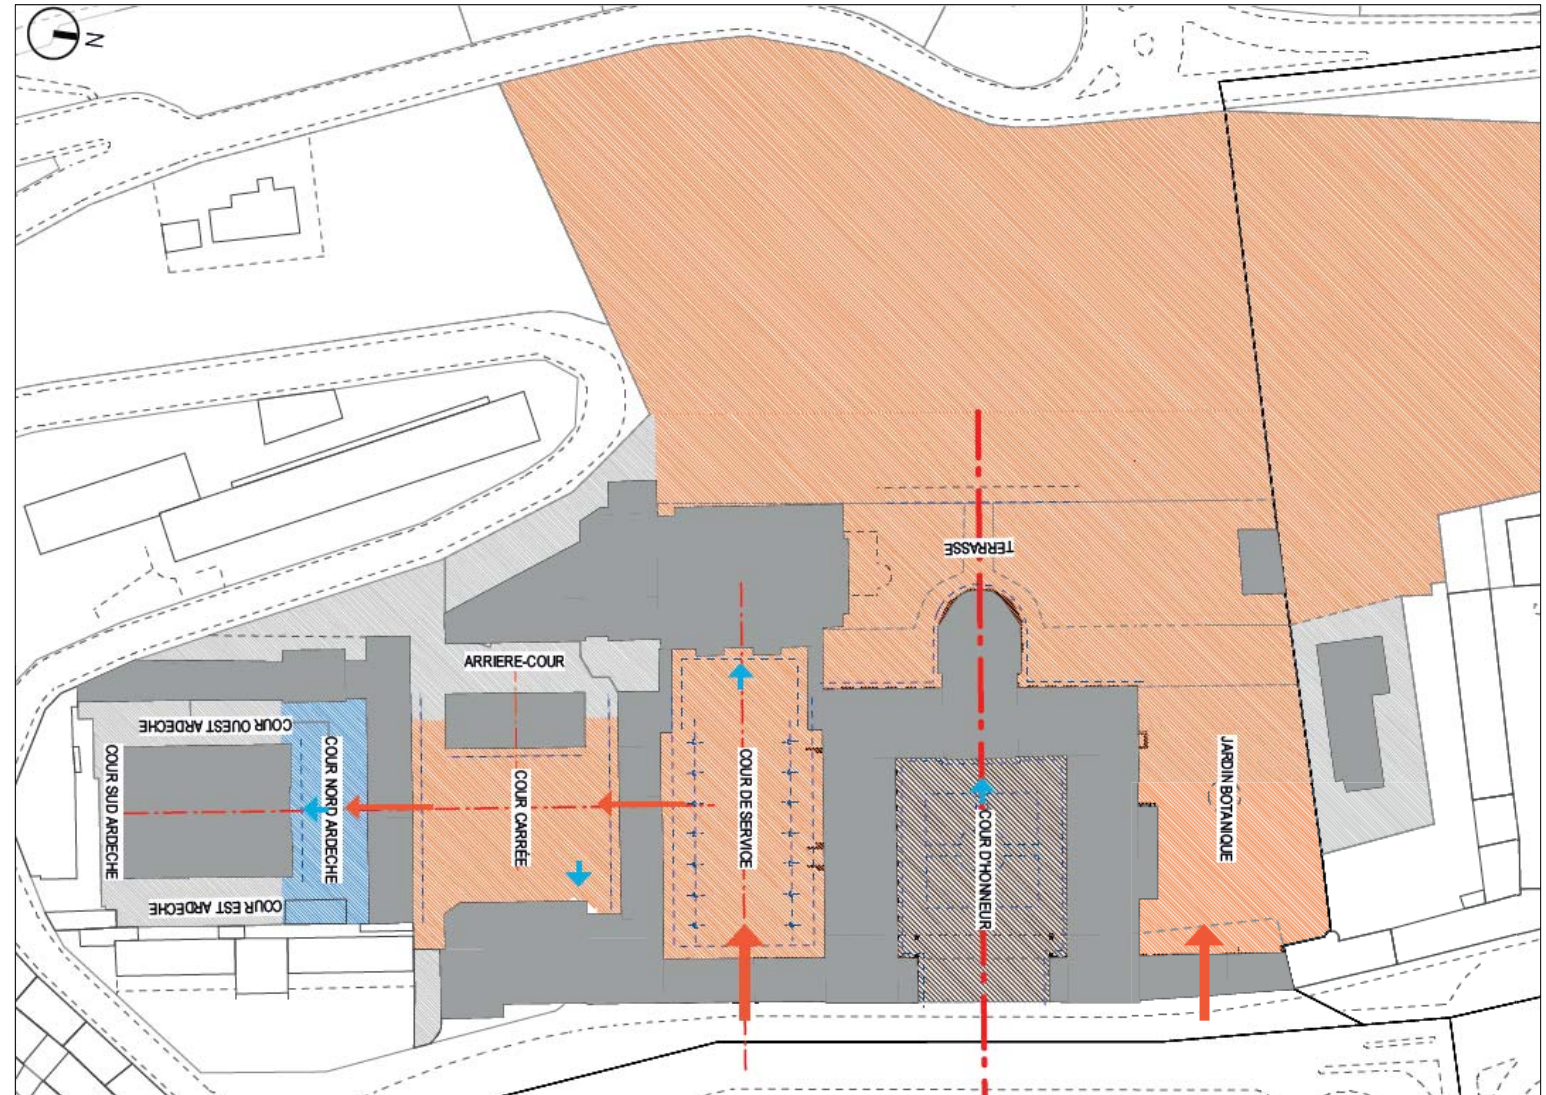 N
TERRASSE
ARRIERE-COUR
COUR OUEST ARDECHE
COUR SUD ARDECHE
COUR NORD ARDECHE
COUR EST ARDECHE
COUR CARRÉE
COUR DE SERVICE
COUR D'HONNEUR
JARDIN BOTANIQUE